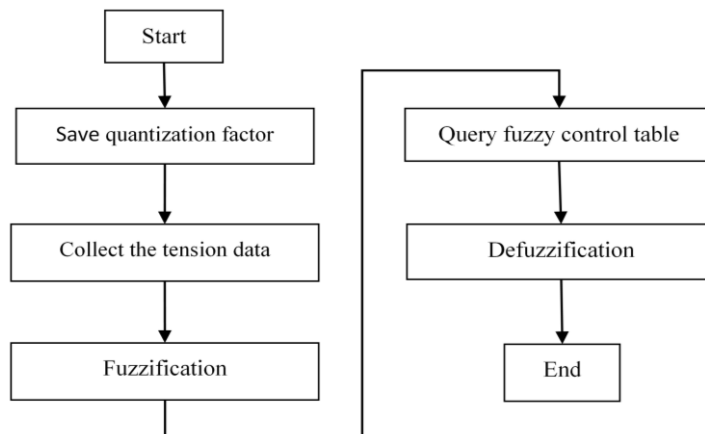 Start
Save quantization factor
Collect the tension data
Fuzzification
Query fuzzy control table
Defuzzification
End